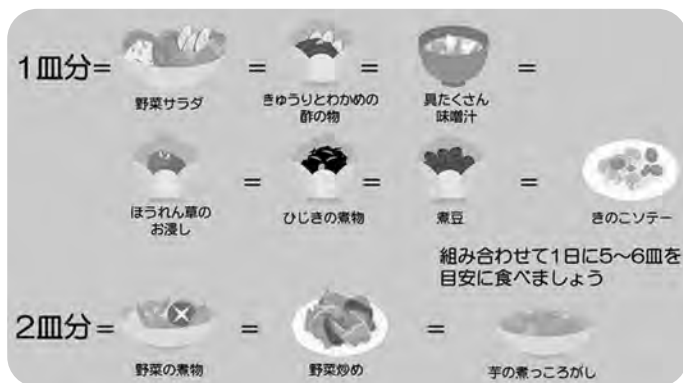 1皿分= = = =
野菜サラダ
きゅうりとわかめの
酢の物
具たくさん
味噌汁
= = =
ほうれん草の
お浸し
ひじきの煮物
煮豆
きのこソテー
組み合わせて1日に5〜6皿を
目安に食べましょう
2皿分= = =
野菜の煮物
野菜炒め
芋の煮っころがし